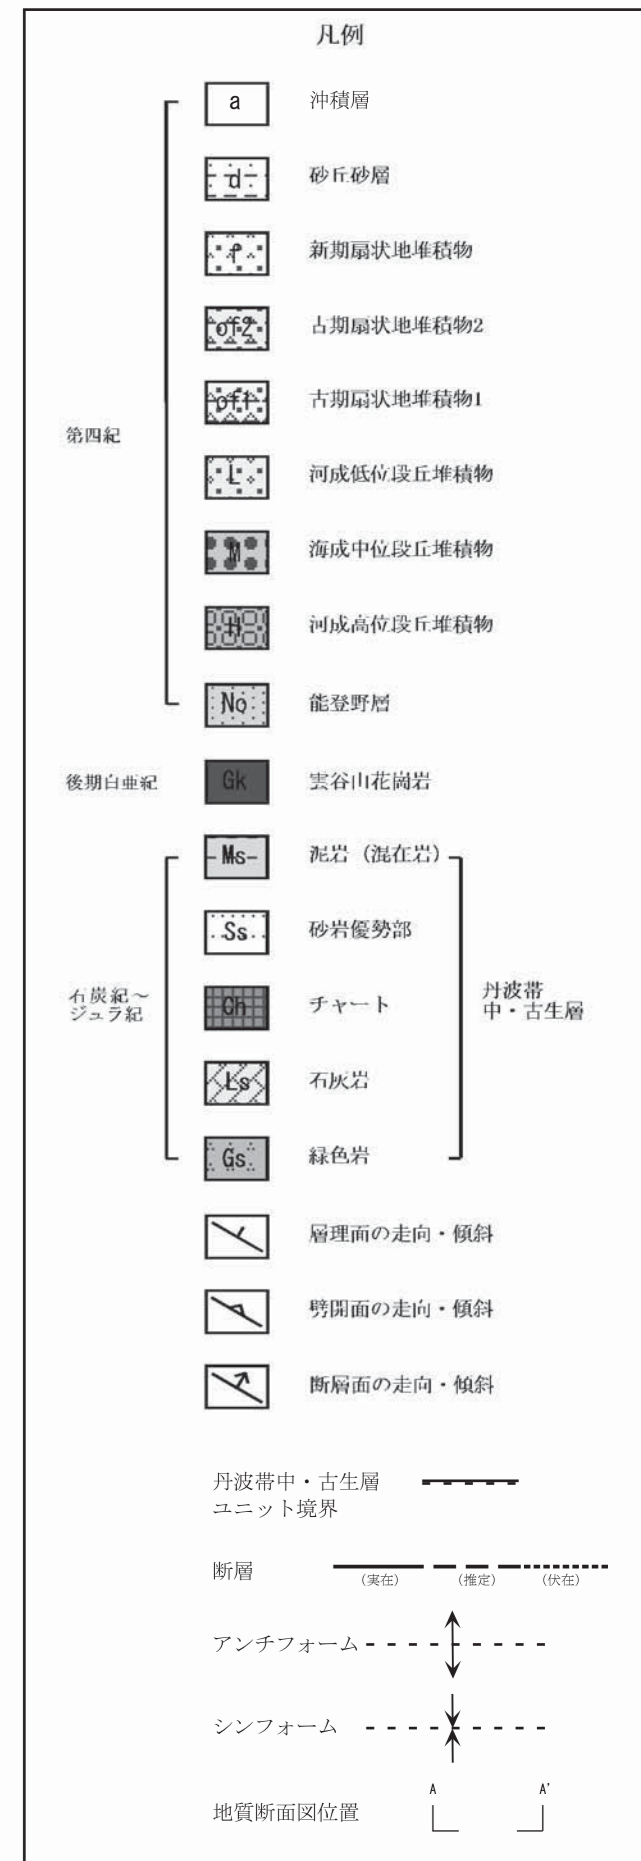 凡例
a 沖積層
d 砂丘砂層
f 新期扇状地堆積物
of2 古期扇状地堆積物2
of1 古期扇状地堆積物1
第四紀
L 河成低位段丘堆積物
M 海成中位段丘堆積物
H 河成高位段丘堆積物
No 能登野層
後期白亜紀 Gk 雲谷山花崗岩
Ms 泥岩（混在岩）
Ss 砂岩優勢部
石炭紀～
ジュラ紀
Ch チャート
丹波帯
中・古生層
Ls 石灰岩
Gs 緑色岩
層理面の走向・傾斜
劈開面の走向・傾斜
断層面の走向・傾斜
丹波帯中・古生層
ユニット境界
断層
（実在） （推定） （伏在）
アンチフォーム
シンフォーム
A A'
地質断面図位置